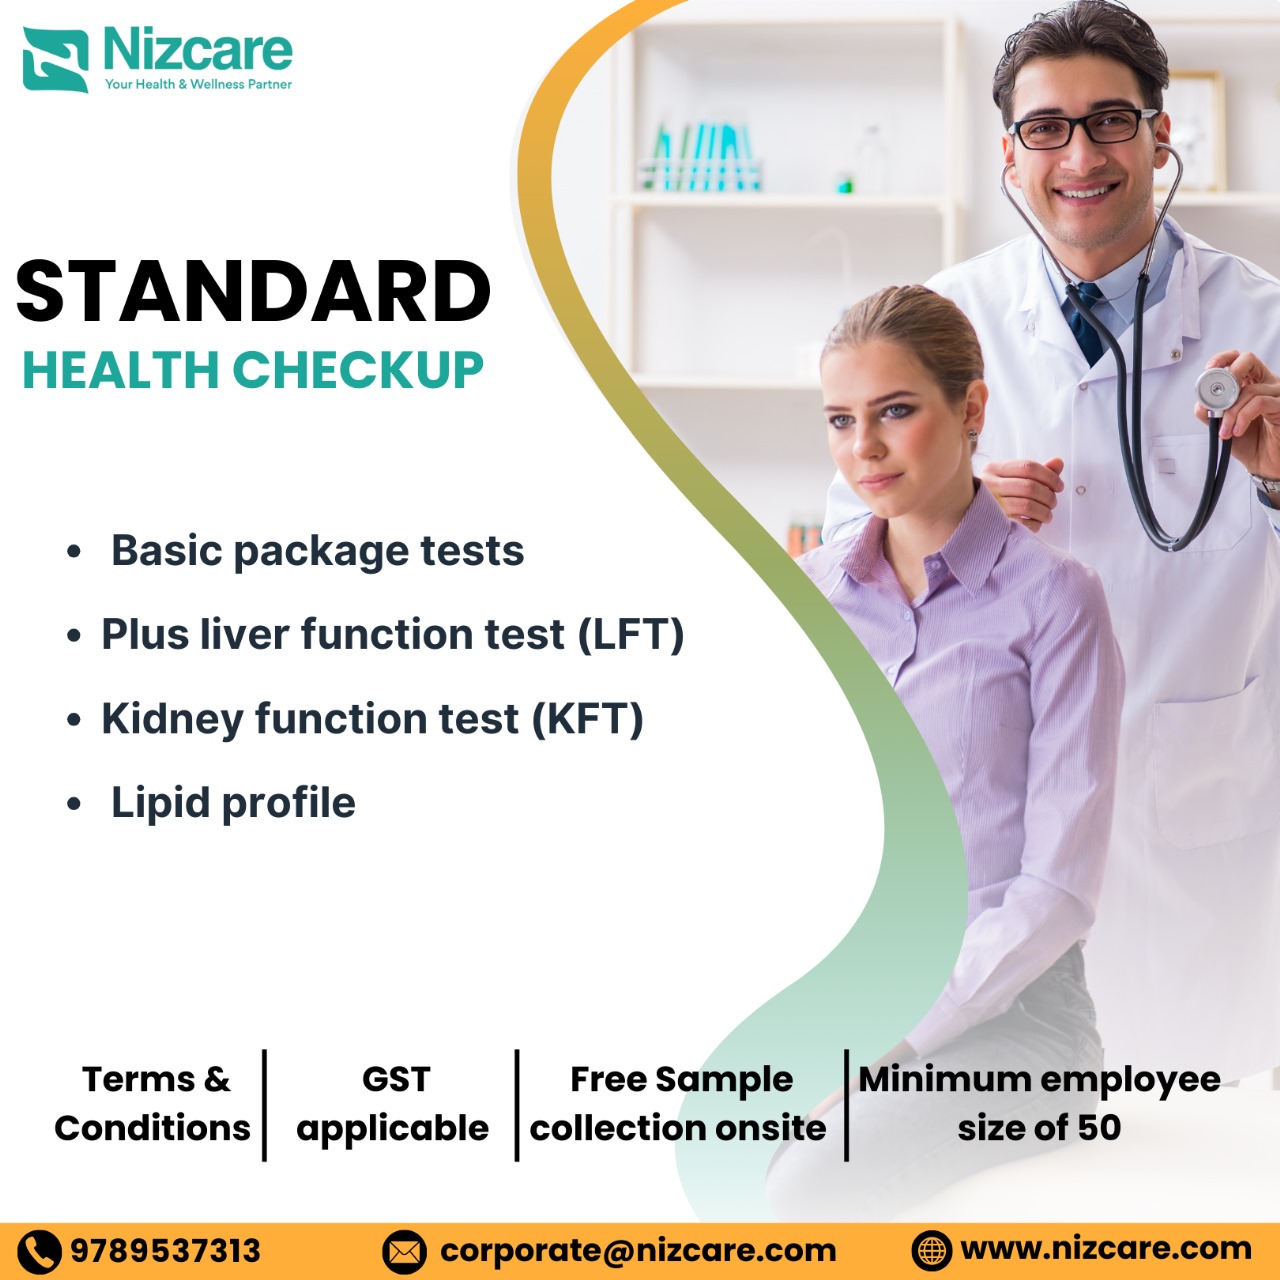 Nizcare
Your Health & Wellness Partner
STANDARD
HEALTH CHECKUP
• Basic package tests
• Plus liver function test (LFT)
• Kidney function test (KFT)
• Lipid profile
Terms &
Conditions
GST
applicable
Free Sample
collection onsite
Minimum employee
size of 50
9789537313
corporate@nizcare.com
www.nizcare.com